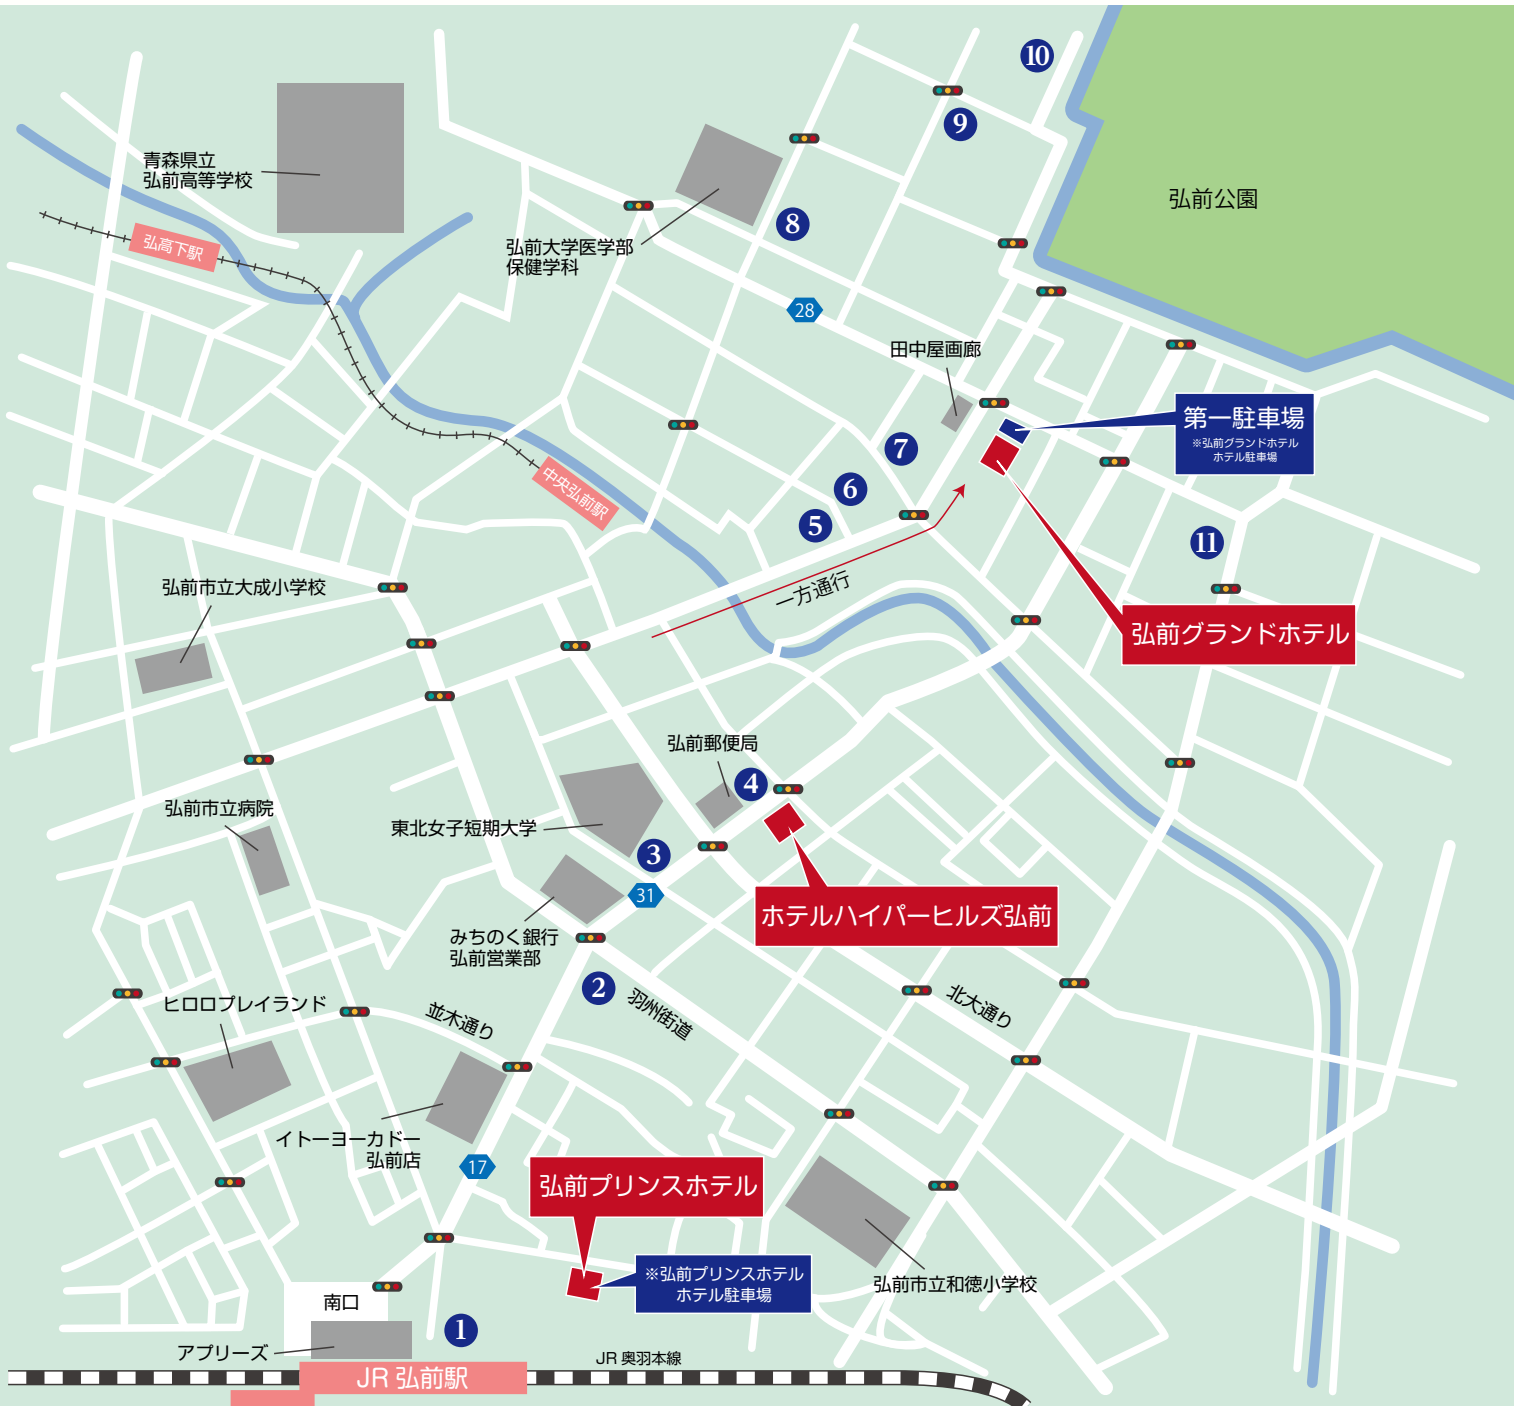 10
9
青森県立
弘前高等学校
弘前公園
8
弘高下駅
弘前大学医学部
保健学科
28
田中屋画廊
第一駐車場
※弘前グランドホテル
ホテル駐車場
7
中央弘前駅
6
5
11
一方通行
弘前市立大成小学校
弘前グランドホテル
弘前郵便局
4
弘前市立病院
東北女子短期大学
3
31
ホテルハイパーヒルズ弘前
みちのく銀行
弘前営業部
2
羽州街道
北大通り
ヒロロプレイランド
並木通り
イトーヨーカドー
弘前店
17
弘前プリンスホテル
※弘前プリンスホテル
ホテル駐車場
弘前市立和徳小学校
南口
1
アプリーズ
JR 奥羽本線
JR 弘前駅